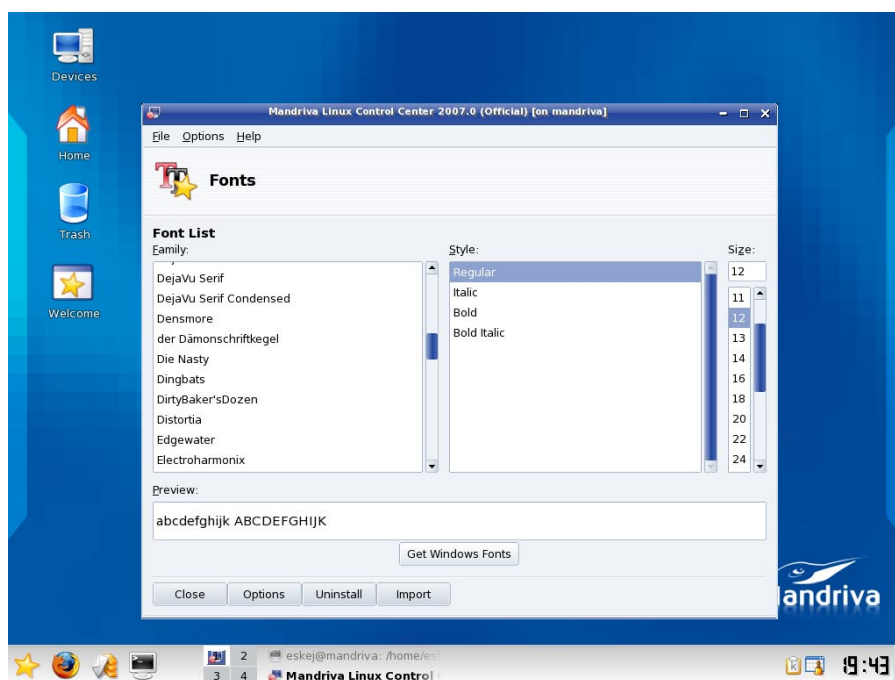 Devices
Home
Trash
Welcome
Mandriva Linux Control Center 2007.0 (Official) [on mandriva]
File Options Help
Fonts
Font List
Family:
DejaVu Serif
DejaVu Serif Condensed
Densmore
der Dämonschriftkegel
Die Nasty
Dingbats
DirtyBaker'sDozen
Distortia
Edgewater
Electroharmonix
Style:
Regular
Italic
Bold
Bold Italic
Size:
12
11
12
13
14
16
18
20
22
24
Preview:
abcdefghijk ABCDEFGHIJK
Get Windows Fonts
Close Options Uninstall Import
andriva
2 eskej@mandriva: /home/es
3 4 Mandriva Linux Control
19:43